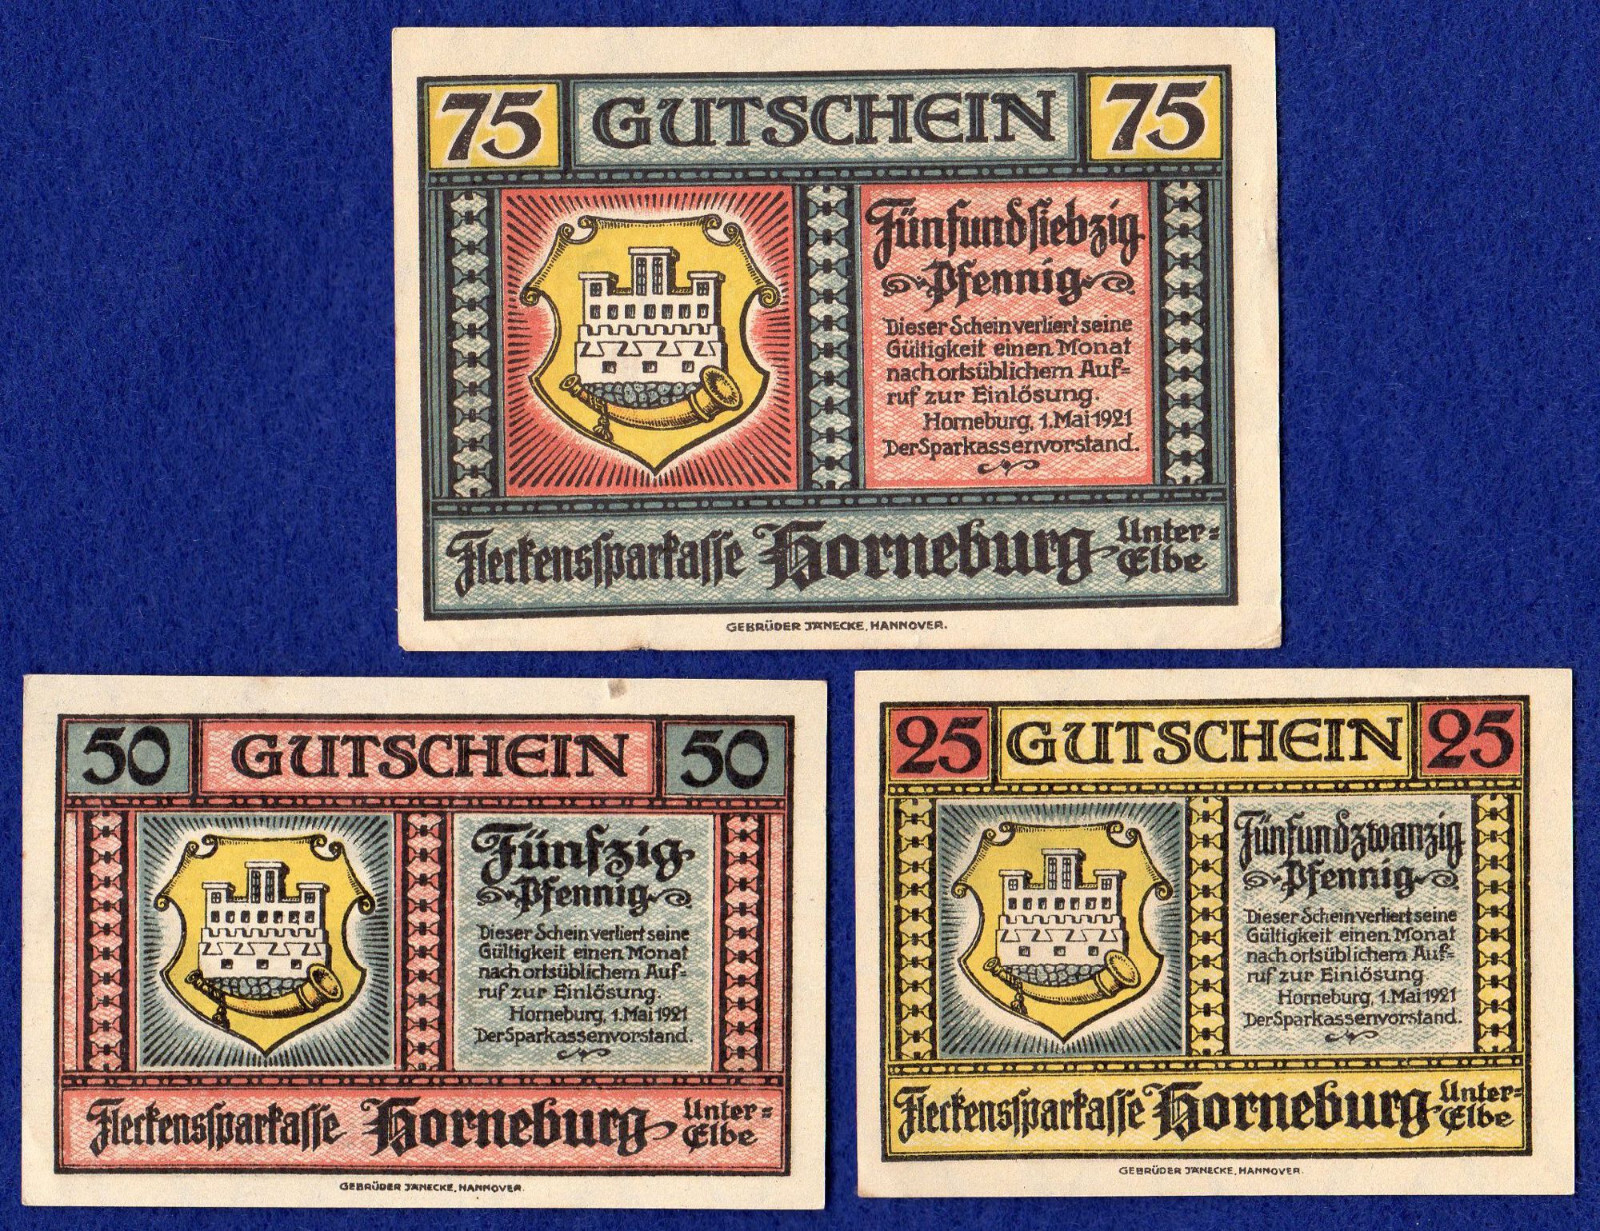 75 GUTSCHEIN 75
Fünfundsiebzig
Pfennig
Dieser Schein verliert seine
Gültigkeit einen Monat
nach ortsüblichem Auf=
ruf zur Einlösung.
Horneburg, 1. Mai 1921
Der Sparkassenvorstand.
Fleckenssparkasse Horneburg Unter=
Elbe
GEBRÜDER JÄNECKE, HANNOVER.
50 GUTSCHEIN 50
Fünfzig
Pfennig
Dieser Schein verliert seine
Gültigkeit einen Monat
nach ortsüblichem Auf=
ruf zur Einlösung.
Horneburg, 1. Mai 1921
Der Sparkassenvorstand.
Fleckenssparkasse Horneburg Unter=
Elbe
GEBRÜDER JÄNECKE, HANNOVER.
25 GUTSCHEIN 25
Fünfundzwanzig
Pfennig
Dieser Schein verliert seine
Gültigkeit einen Monat
nach ortsüblichem Auf=
ruf zur Einlösung
Horneburg, 1. Mai 1921
Der Sparkassenvorstand.
Fleckenssparkasse Horneburg Unter=
Elbe
GEBRÜDER JÄNECKE, HANNOVER.